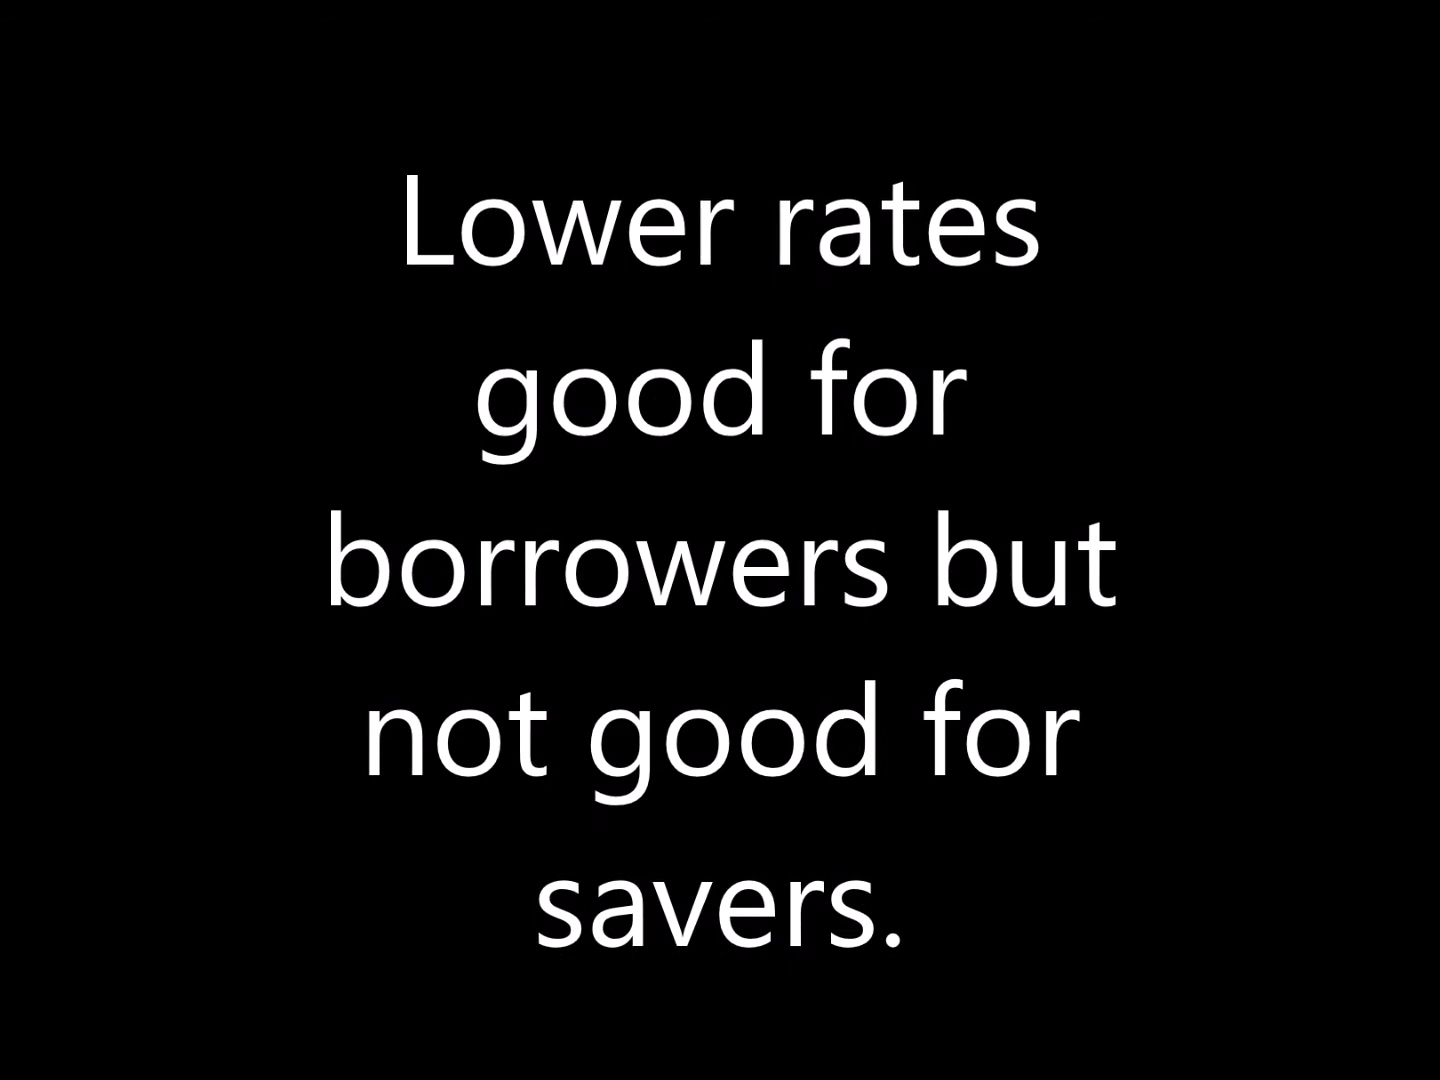 Lower rates
good for
borrowers but
not good for
savers.